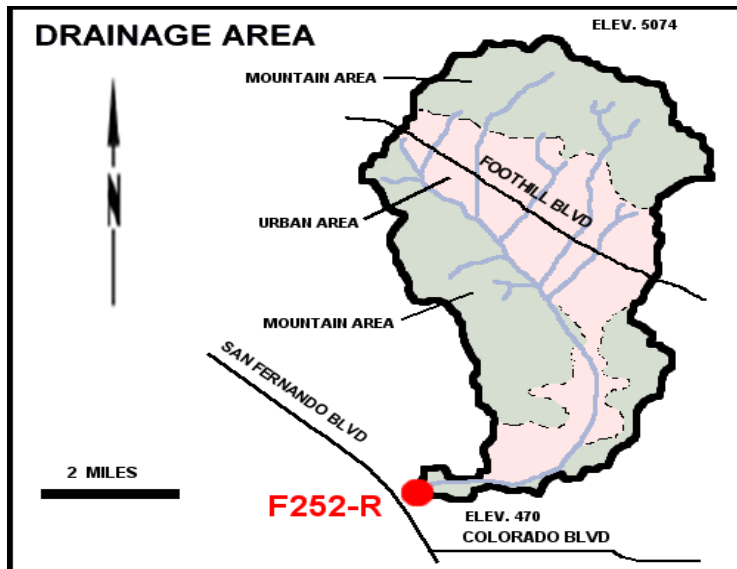 DRAINAGE AREA
ELEV. 5074
MOUNTAIN AREA
N
FOOTHILL BLVD
URBAN AREA
MOUNTAIN AREA
SAN FERNANDO BLVD
2 MILES
F252-R
ELEV. 470
COLORADO BLVD